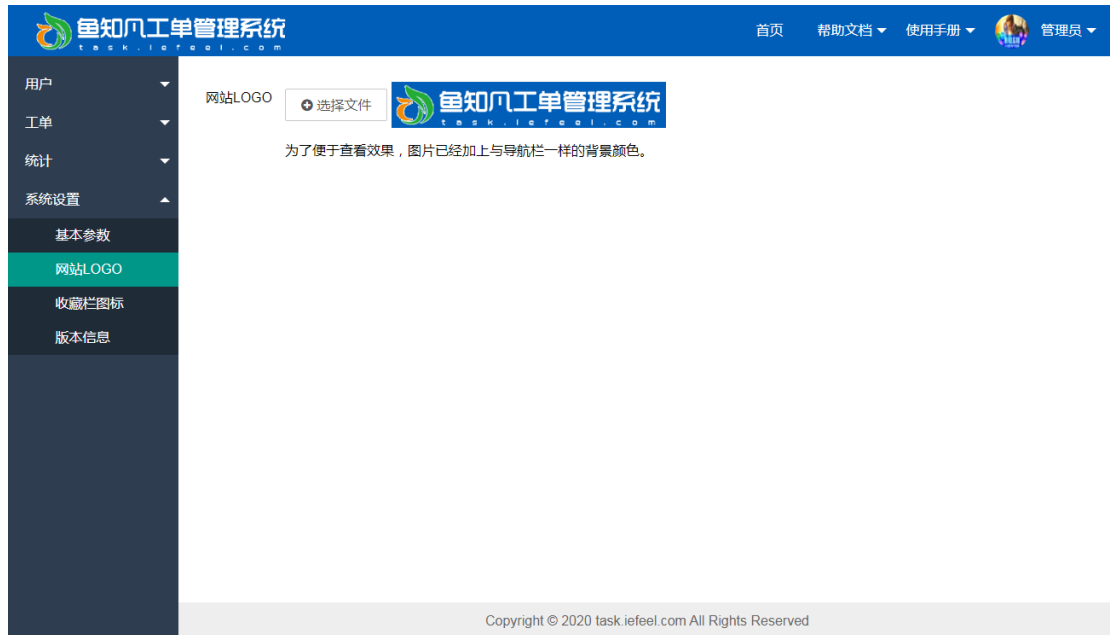 鱼知凡工单管理系统
task.iefeel.com
首页 帮助文档 使用手册 管理员
用户
工单
统计
系统设置
基本参数
网站LOGO
收藏栏图标
版本信息
网站LOGO 选择文件 鱼知凡工单管理系统
task.iefeel.com
为了便于查看效果，图片已经加上与导航栏一样的背景颜色。
Copyright © 2020 task.iefeel.com All Rights Reserved